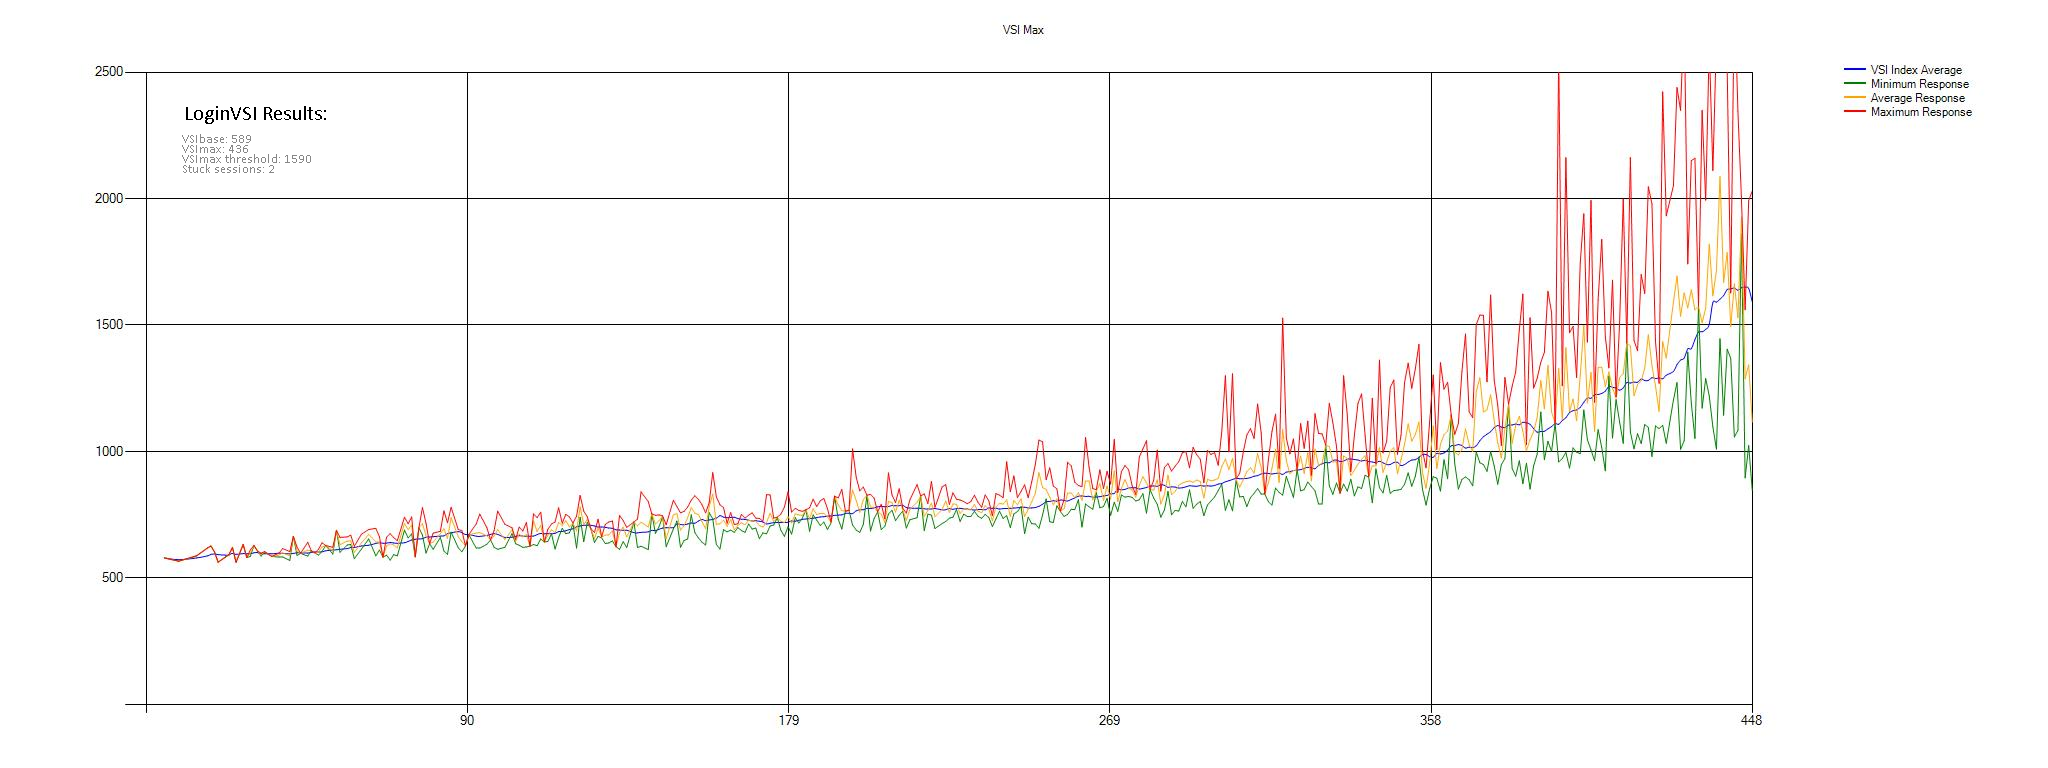 VSI Max
2500
2000
1500
1000
500
LoginVSI Results:
VSIbase: 589
VSImax: 436
VSImax threshold: 1590
Stuck sessions: 2
VSI Index Average
Minimum Response
Average Response
Maximum Response
90
179
269
358
448